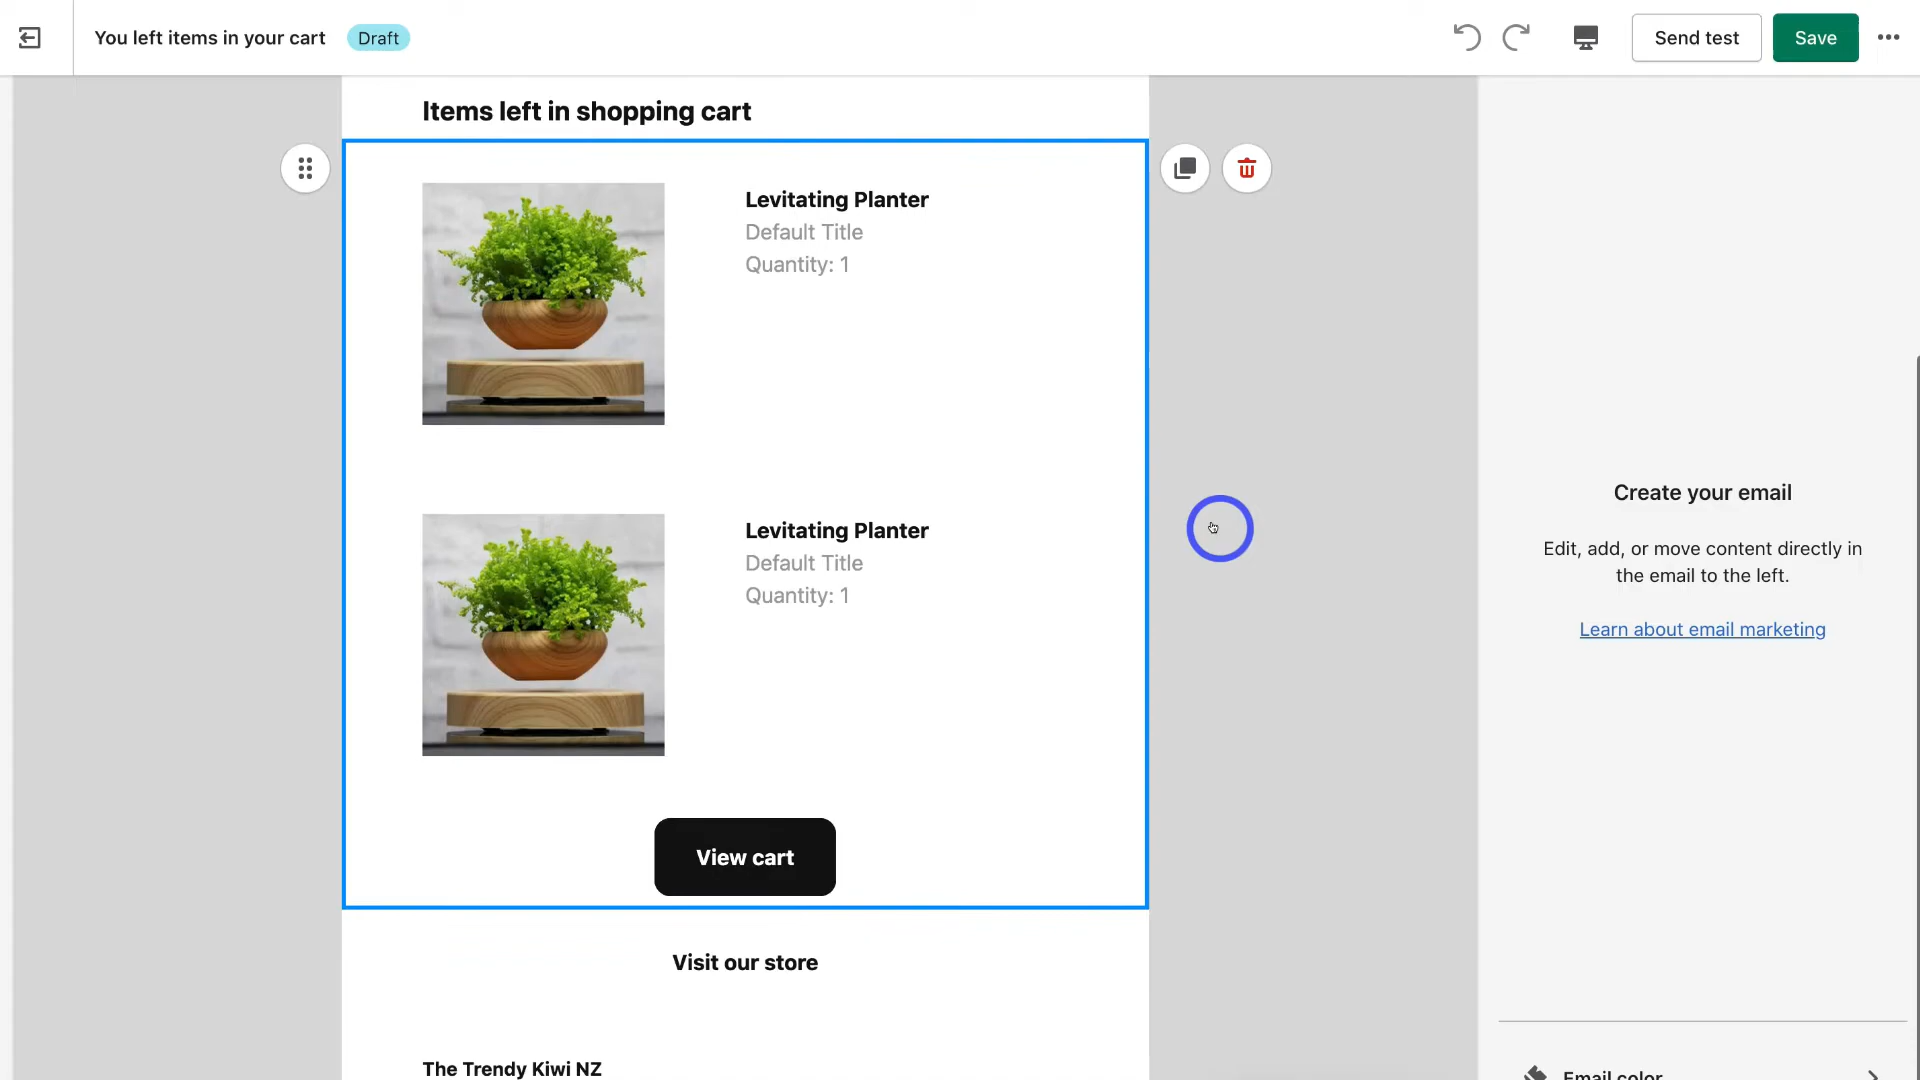 You left items in your cart
Draft
Send test
Save
Items left in shopping cart
Levitating Planter
Default Title
Quantity: 1
Levitating Planter
Default Title
Quantity: 1
View cart
Visit our store
The Trendy Kiwi NZ
Create your email
Edit, add, or move content directly in
the email to the left.
Learn about email marketing
Email color